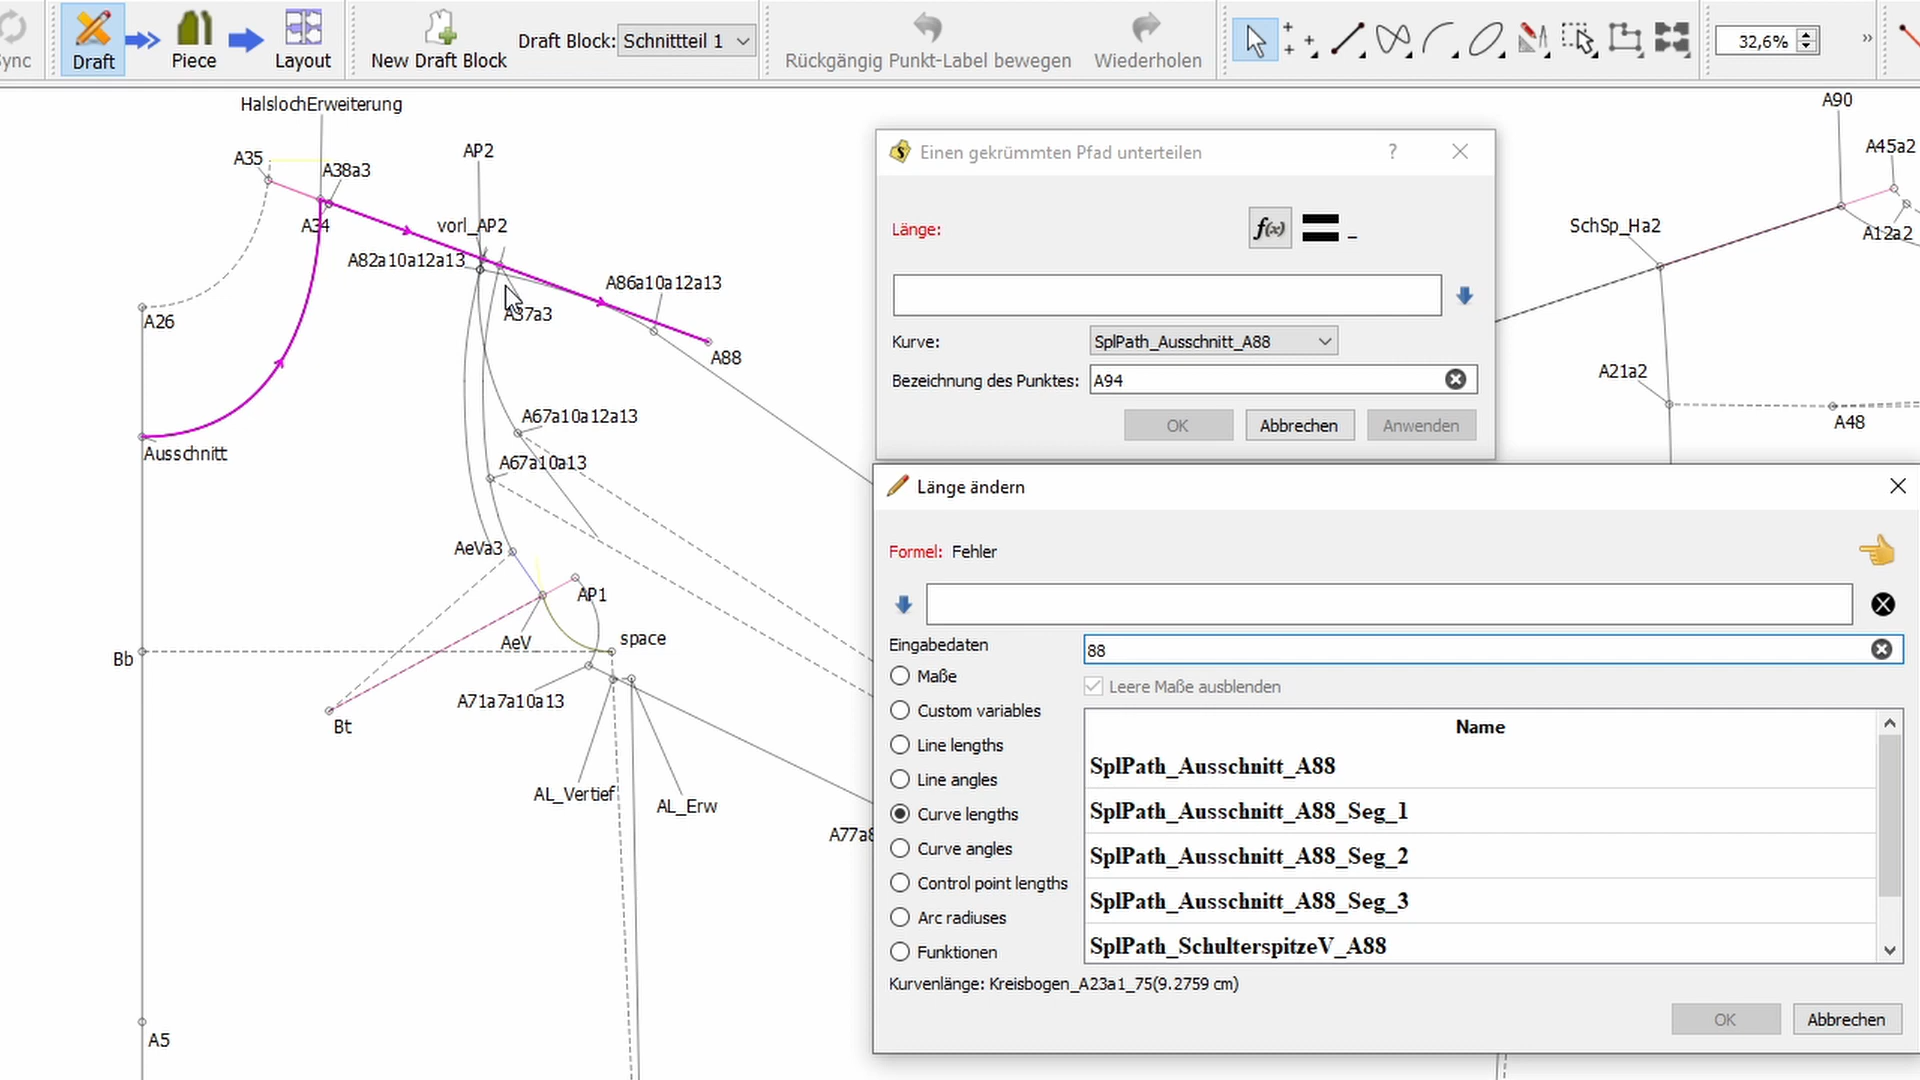 ync
Draft
Piece
Layout
New Draft Block
Draft Block:
Schnittteil 1
Rückgängig Punkt-Label bewegen
Wiederholen
32,6%
»
HalslochErweiterung
A35
A38a3
A34
AP2
vorl_AP2
A82a10a12a13
A86a10a12a13
A37a3
A88
A26
Ausschnitt
A67a10a12a13
A67a10a13
AeVa3
AP1
AeV
space
Bb
Bt
A71a7a10a13
AL_Vertief
AL_Erw
A77a8
A5
A90
A45a2
SchSp_Ha2
A12a2
A21a2
A48
Einen gekrümmten Pfad unterteilen
?
Länge:
f(x)
_
Kurve:
SplPath_Ausschnitt_A88
Bezeichnung des Punktes:
A94
OK
Abbrechen
Anwenden
Länge ändern
Formel: Fehler
Eingabedaten
88
Maße
Leere Maße ausblenden
Custom variables
Line lengths
Line angles
Curve lengths
Curve angles
Control point lengths
Arc radiuses
Funktionen
Name
SplPath_Ausschnitt_A88
SplPath_Ausschnitt_A88_Seg_1
SplPath_Ausschnitt_A88_Seg_2
SplPath_Ausschnitt_A88_Seg_3
SplPath_SchulterspitzeV_A88
Kurvenlänge: Kreisbogen_A23a1_75(9.2759 cm)
OK
Abbrechen